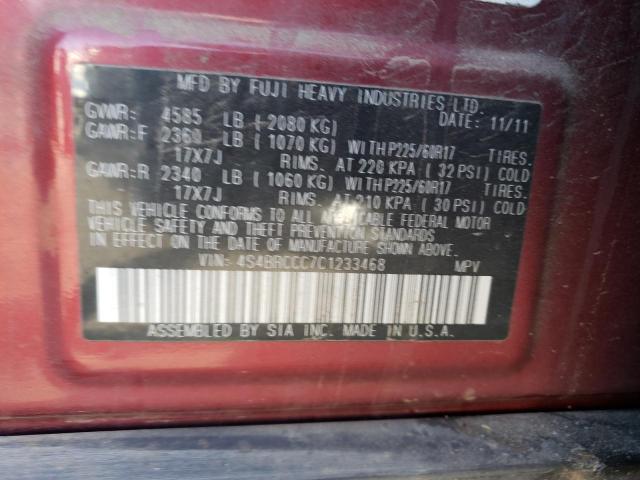 MFD BY FUJI HEAVY INDUSTRIES LTD
GVWR: 4585 LB (2080 KG) DATE: 11/11
GAWR:F 2360 LB (1070 KG) WITH P225/60R17 TIRES.
17X7J RIMS. AT 220 KPA (32 PSI) COLD
GAWR:R 2340 LB (1060 KG) WITH P225/60R17 TIRES.
17X7J RIMS. AT 210 KPA (30 PSI) COLD
THIS VEHICLE CONFORMS TO ALL APPLICABLE FEDERAL MOTOR
VEHICLE SAFETY AND THEFT PREVENTION STANDARDS
IN EFFECT ON THE DATE OF MANUFACTURE SHOWN ABOVE.
VIN: 4S4BRCCC7C1233468 MPV
ASSEMBLED BY SIA INC. MADE IN U.S.A.